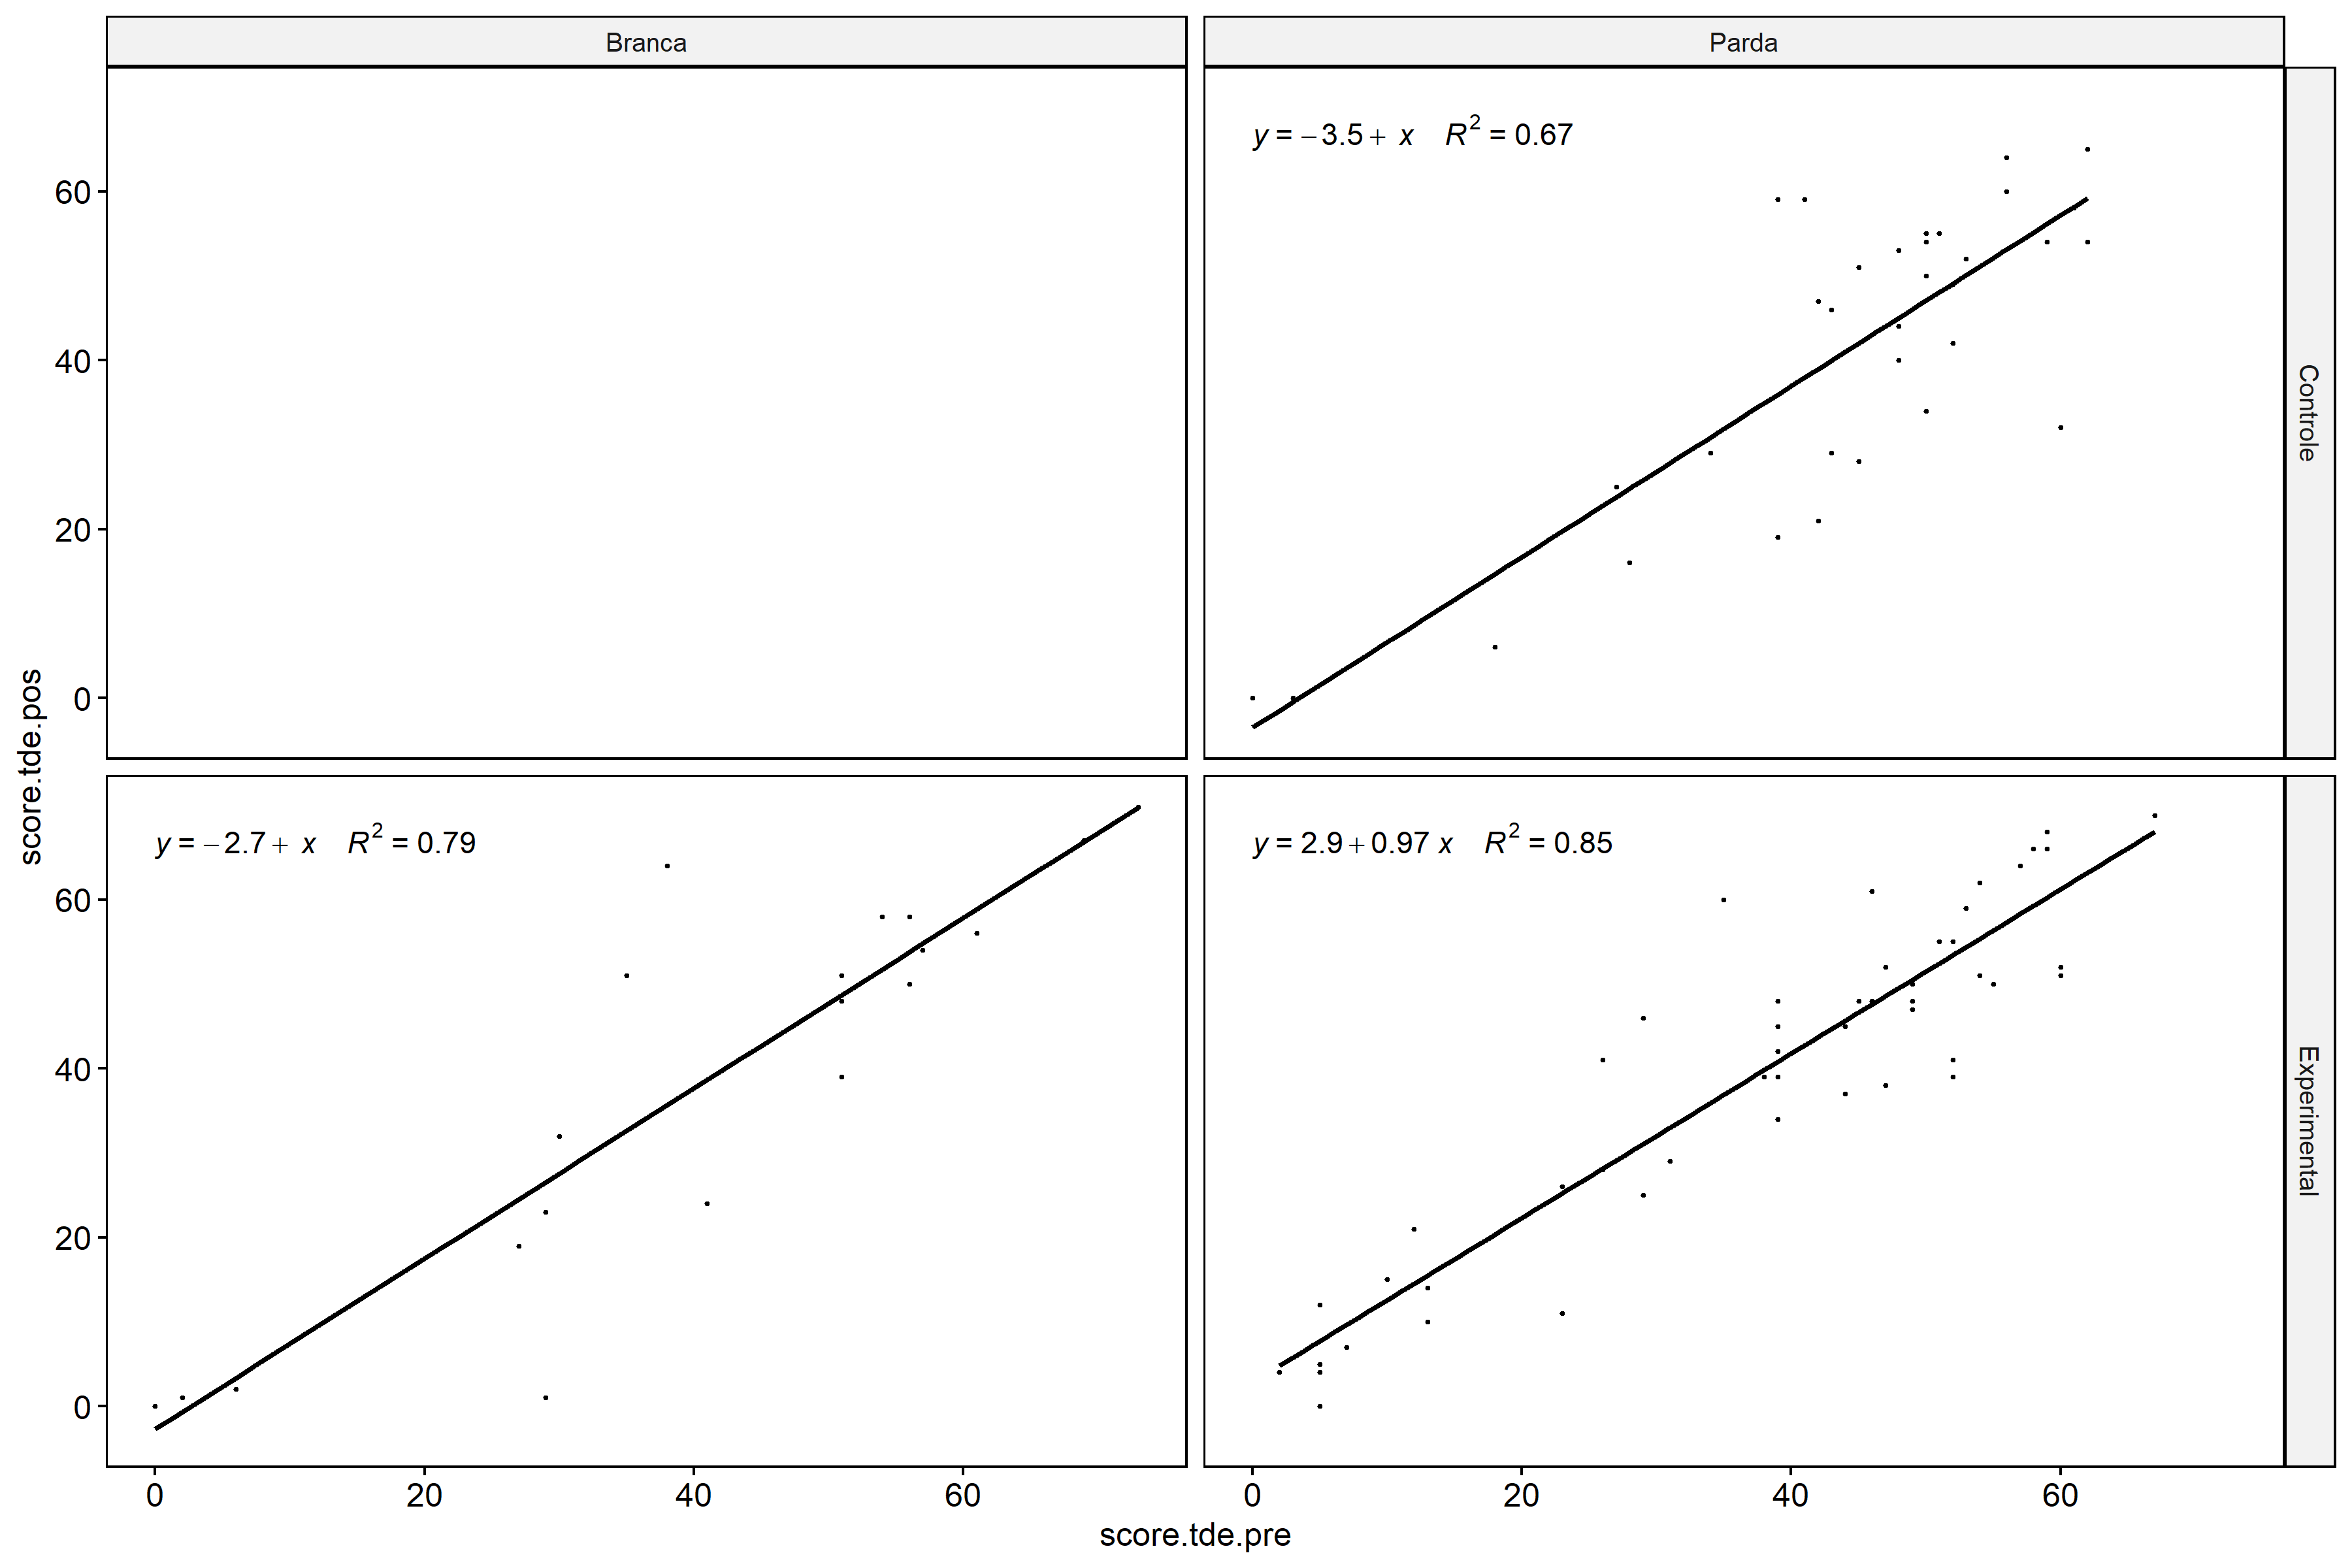 Branca
Parda
y = −3.5 + x R² = 0.67
60
40
20
0
Controle
score.tde.pos
y = −2.7 + x R² = 0.79
y = 2.9 + 0.97 x R² = 0.85
60
40
20
0
Experimental
0 20 40 60
0 20 40 60
score.tde.pre